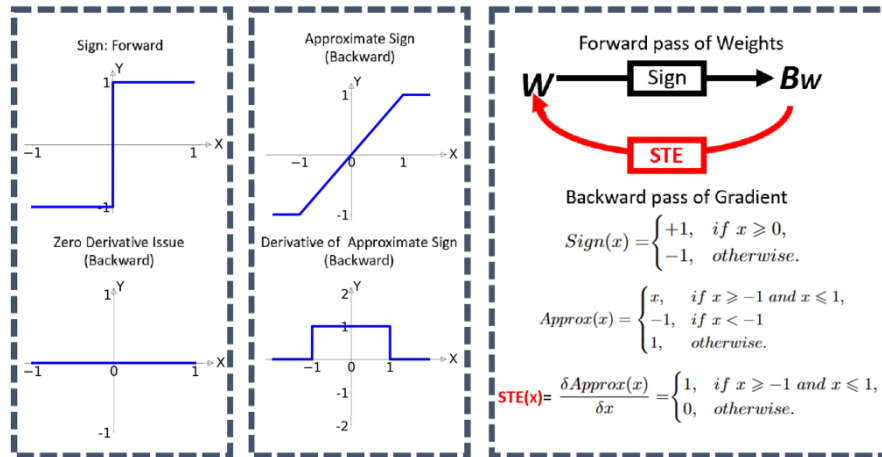 Sign: Forward
Y
1
−1
1
X
-1
Zero Derivative Issue
(Backward)
1
Y
-1
0
1
X
-1
Approximate Sign
(Backward)
Y
1
−1
0
1
X
-1
Derivative of Approximate Sign
(Backward)
Y
2
1
−1
0
1
X
-1
-2
Forward pass of Weights
W Sign Bw
STE
Backward pass of Gradient
Sign(x) = { +1, if x ⩾ 0,
−1, otherwise.
Approx(x) = { x, if x ⩾ −1 and x ⩽ 1,
−1, if x < −1
1, otherwise.
STE(x)= δApprox(x) / δx = { 1, if x ⩾ −1 and x ⩽ 1,
0, otherwise.